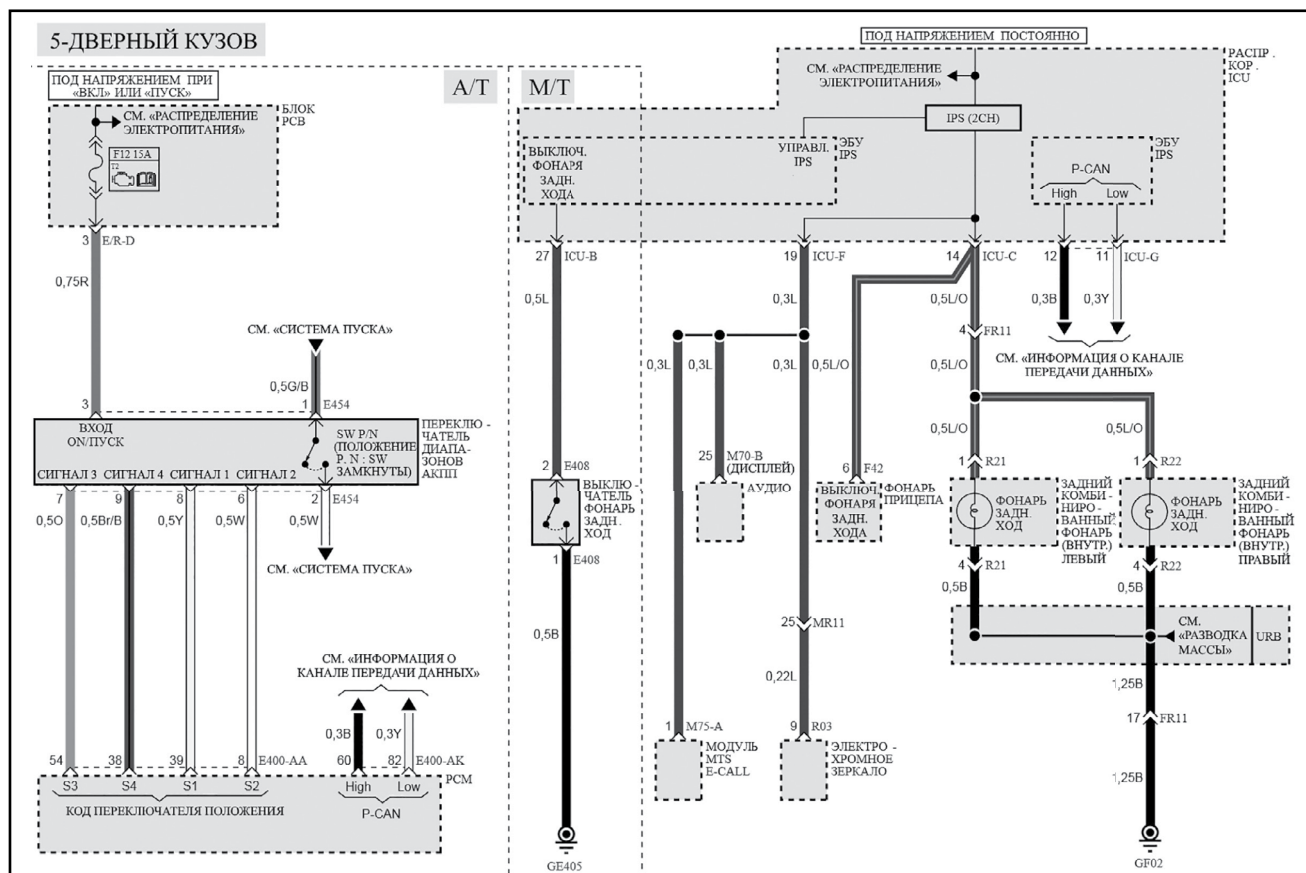 5-ДВЕРНЫЙ КУЗОВ
ПОД НАПРЯЖЕНИЕМ ПРИ
«ВКЛ» ИЛИ «ПУСК»
A/T
M/T
ПОД НАПРЯЖЕНИЕМ ПОСТОЯННО
СМ. «РАСПРЕДЕЛЕНИЕ
ЭЛЕКТРОПИТАНИЯ»
БЛОК
PCB
F12 15A
T2
СМ. «РАСПРЕДЕЛЕНИЕ
ЭЛЕКТРОПИТАНИЯ»
РАСПР.
КОР.
ICU
IPS (2CH)
ВЫКЛЮЧ.
ФОНАРЯ
ЗАДН.
ХОДА
УПРАВЛ.
IPS
ЭБУ
IPS
P-CAN
High
Low
ЭБУ
IPS
3
E/R-D
27
ICU-B
19
ICU-F
14
ICU-C
12
11
ICU-G
0,75R
0,5L
0,3L
0,5L/O
0,3B
0,3Y
4
FR11
СМ. «ИНФОРМАЦИЯ О КАНАЛЕ
ПЕРЕДАЧИ ДАННЫХ»
СМ. «СИСТЕМА ПУСКА»
0,5G/B
0,3L
0,3L
0,3L
0,5L/O
0,5L/O
3
1
E454
0,5L/O
0,5L/O
ВХОД
ON/ПУСК
SW P/N
(ПОЛОЖЕНИЕ
P. N : SW
ЗАМКНУТЫ)
ПЕРЕКЛЮ -
ЧАТЕЛЬ
ДИАПА-
ЗОНОВ
АКПП
СИГНАЛ 3
СИГНАЛ 4
СИГНАЛ 1
СИГНАЛ 2
7
9
8
6
2
E454
0,5O
0,5Br/B
0,5Y
0,5W
0,5W
СМ. «СИСТЕМА ПУСКА»
2
E408
ВЫКЛЮ -
ЧАТЕЛЬ
ФОНАРЬ
ЗАДН.
ХОД
1
E408
0,5B
25
M70-B
(ДИСПЛЕЙ)
АУДИО
6
F42
ВЫКЛЮЧ.
ФОНАРЯ
ЗАДН.
ХОДА
ФОНАРЬ
ПРИЦЕПА
1
R21
ФОНАРЬ
ЗАДН.
ХОД
ЗАДНИЙ
КОМБИ -
НИРО -
ВАННЫЙ
ФОНАРЬ
(ВНУТР.)
ЛЕВЫЙ
1
R22
ФОНАРЬ
ЗАДН.
ХОД
ЗАДНИЙ
КОМБИ -
НИРО -
ВАННЫЙ
ФОНАРЬ
(ВНУТР.)
ПРАВЫЙ
4
R21
4
R22
0,5B
0,5B
СМ.
«РАЗВОДКА
МАССЫ»
URB
25
MR11
0,22L
1,25B
17
FR11
1,25B
GF02
1
M75-A
МОДУЛЬ
MTS
E-CALL
9
R03
ЭЛЕКТРО -
ХРОМНОЕ
ЗЕРКАЛО
СМ. «ИНФОРМАЦИЯ О
КАНАЛЕ ПЕРЕДАЧИ ДАННЫХ»
0,3B
0,3Y
54
38
39
8
E400-AA
60
82
E400-AK
PCM
S3
S4
S1
S2
High
Low
КОД ПЕРЕКЛЮЧАТЕЛЯ ПОЛОЖЕНИЯ
P-CAN
GE405